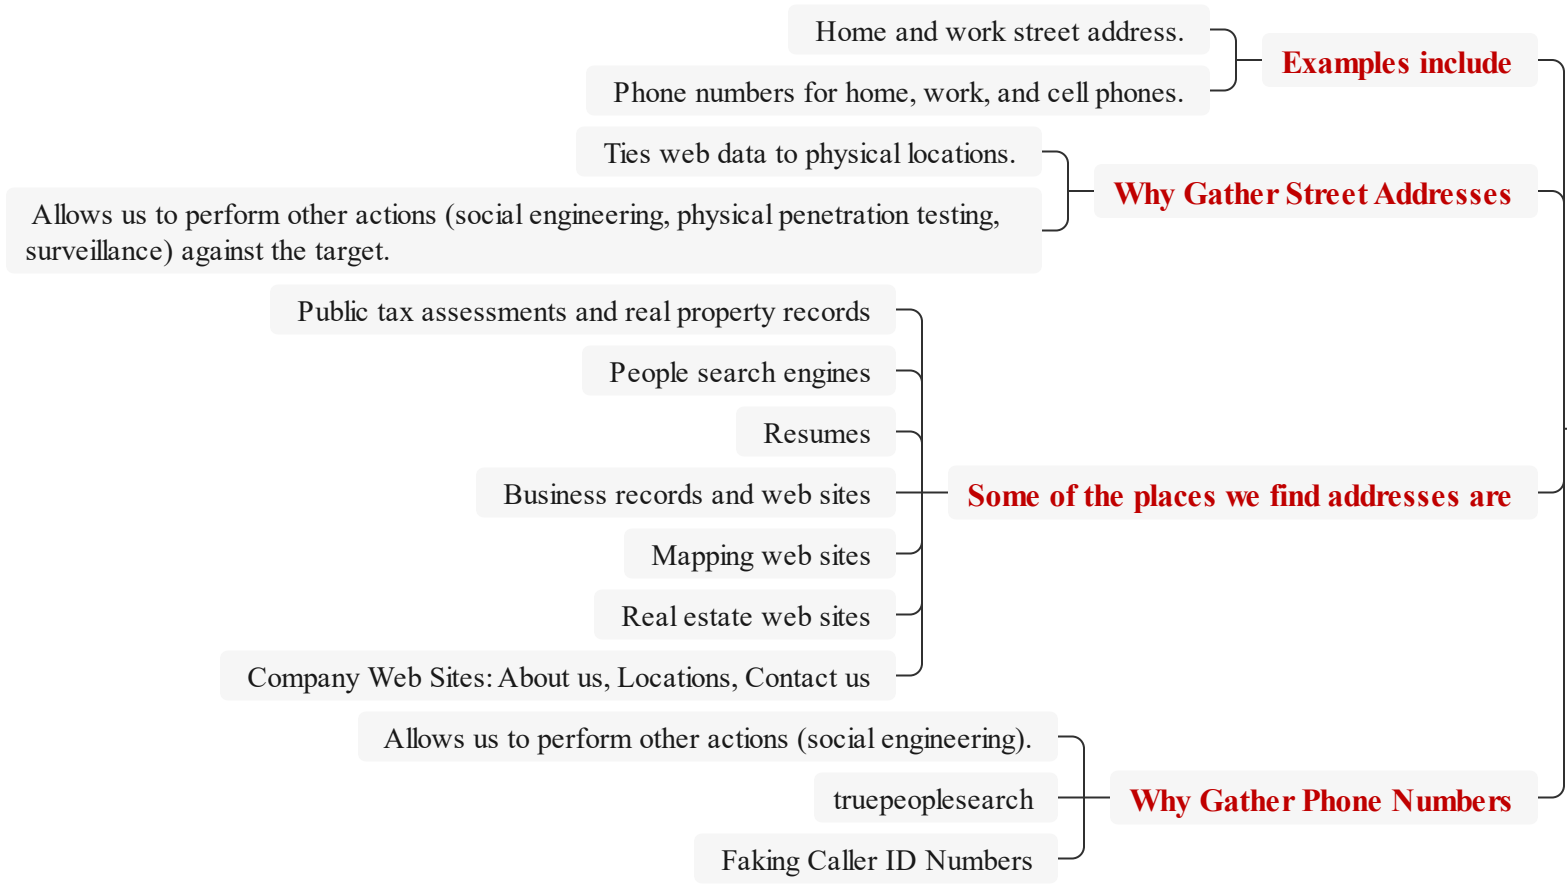 Home and work street address.
Examples include
Phone numbers for home, work, and cell phones.
Ties web data to physical locations.
Why Gather Street Addresses
Allows us to perform other actions (social engineering, physical penetration testing,
surveillance) against the target.
Public tax assessments and real property records
People search engines
Resumes
Business records and web sites
Some of the places we find addresses are
Mapping web sites
Real estate web sites
Company Web Sites: About us, Locations, Contact us
Allows us to perform other actions (social engineering).
truepeoplesearch
Why Gather Phone Numbers
Faking Caller ID Numbers